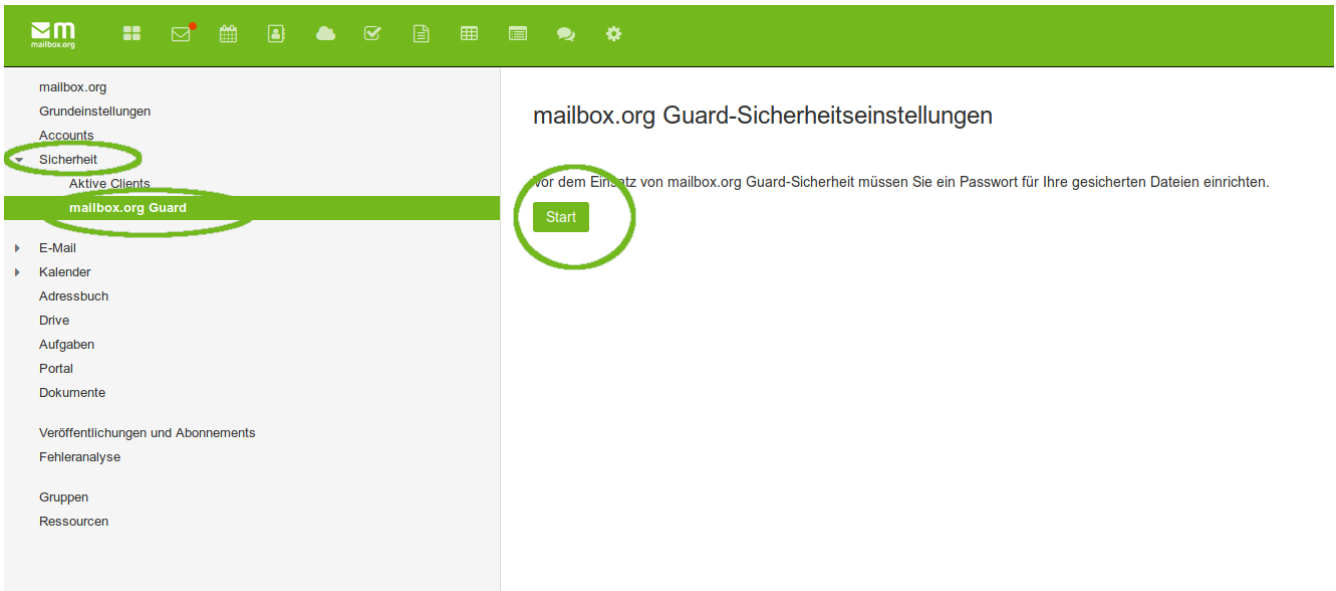 m
mailbox.org
mailbox.org
Grundeinstellungen
Accounts
Sicherheit
Aktive Clients
mailbox.org Guard
E-Mail
Kalender
Adressbuch
Drive
Aufgaben
Portal
Dokumente
Veröffentlichungen und Abonnements
Fehleranalyse
Gruppen
Ressourcen
mailbox.org Guard-Sicherheitseinstellungen
Vor dem Einsatz von mailbox.org Guard-Sicherheit müssen Sie ein Passwort für Ihre gesicherten Dateien einrichten.
Start